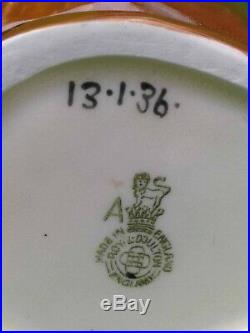 13.1.36.
A
MADE IN ENGLAND
ROYAL DOULTON
ENGLAND